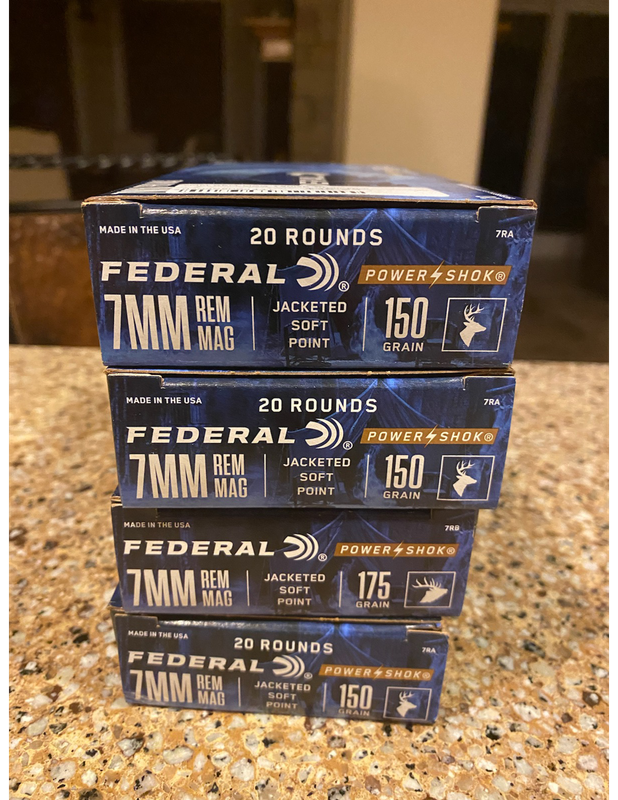 MADE IN THE USA
20 ROUNDS
7RA
FEDERAL® POWER SHOK®
7MM REM MAG
JACKETED SOFT POINT
150 GRAIN
MADE IN THE USA
20 ROUNDS
7RA
FEDERAL® POWER SHOK®
7MM REM MAG
JACKETED SOFT POINT
150 GRAIN
MADE IN THE USA
7RB
FEDERAL® POWER SHOK®
7MM REM MAG
JACKETED SOFT POINT
175 GRAIN
MADE IN THE USA
20 ROUNDS
7RA
FEDERAL® POWER SHOK®
7MM REM MAG
JACKETED SOFT POINT
150 GRAIN